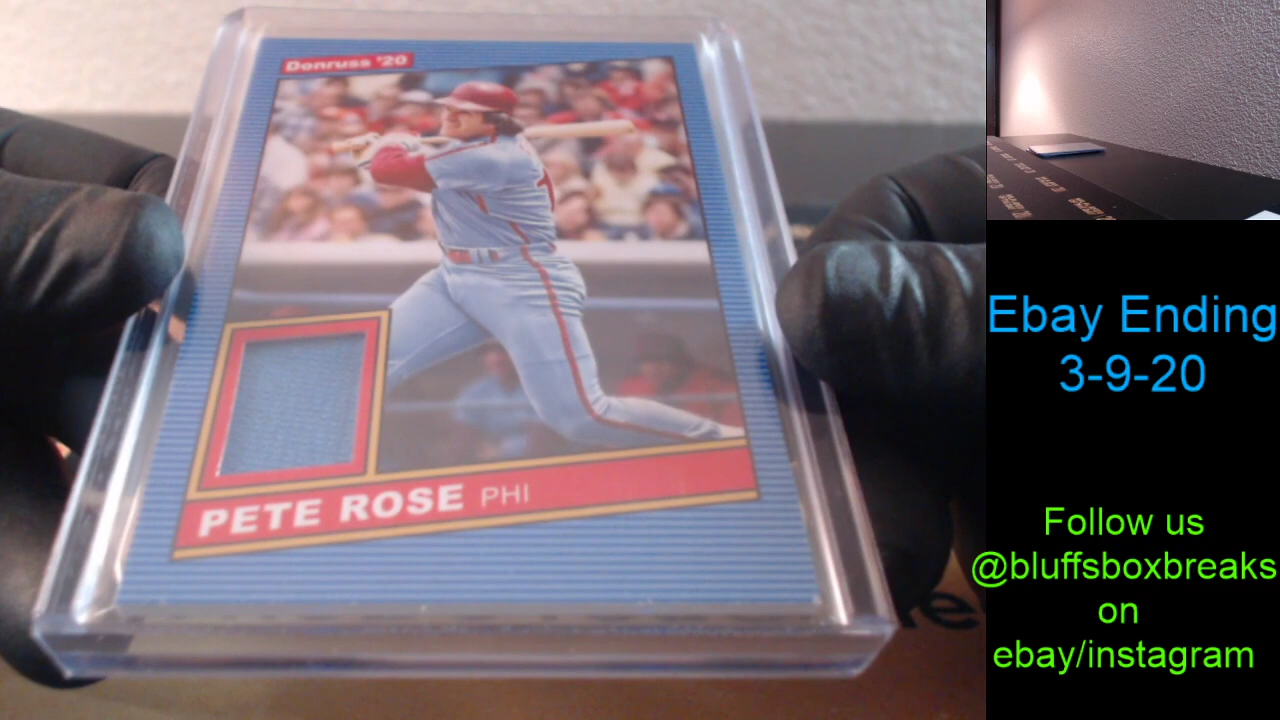 Donruss '20
PETE ROSE PHI
Ebay Ending
3-9-20
Follow us
@bluffsboxbreaks
on
ebay/instagram